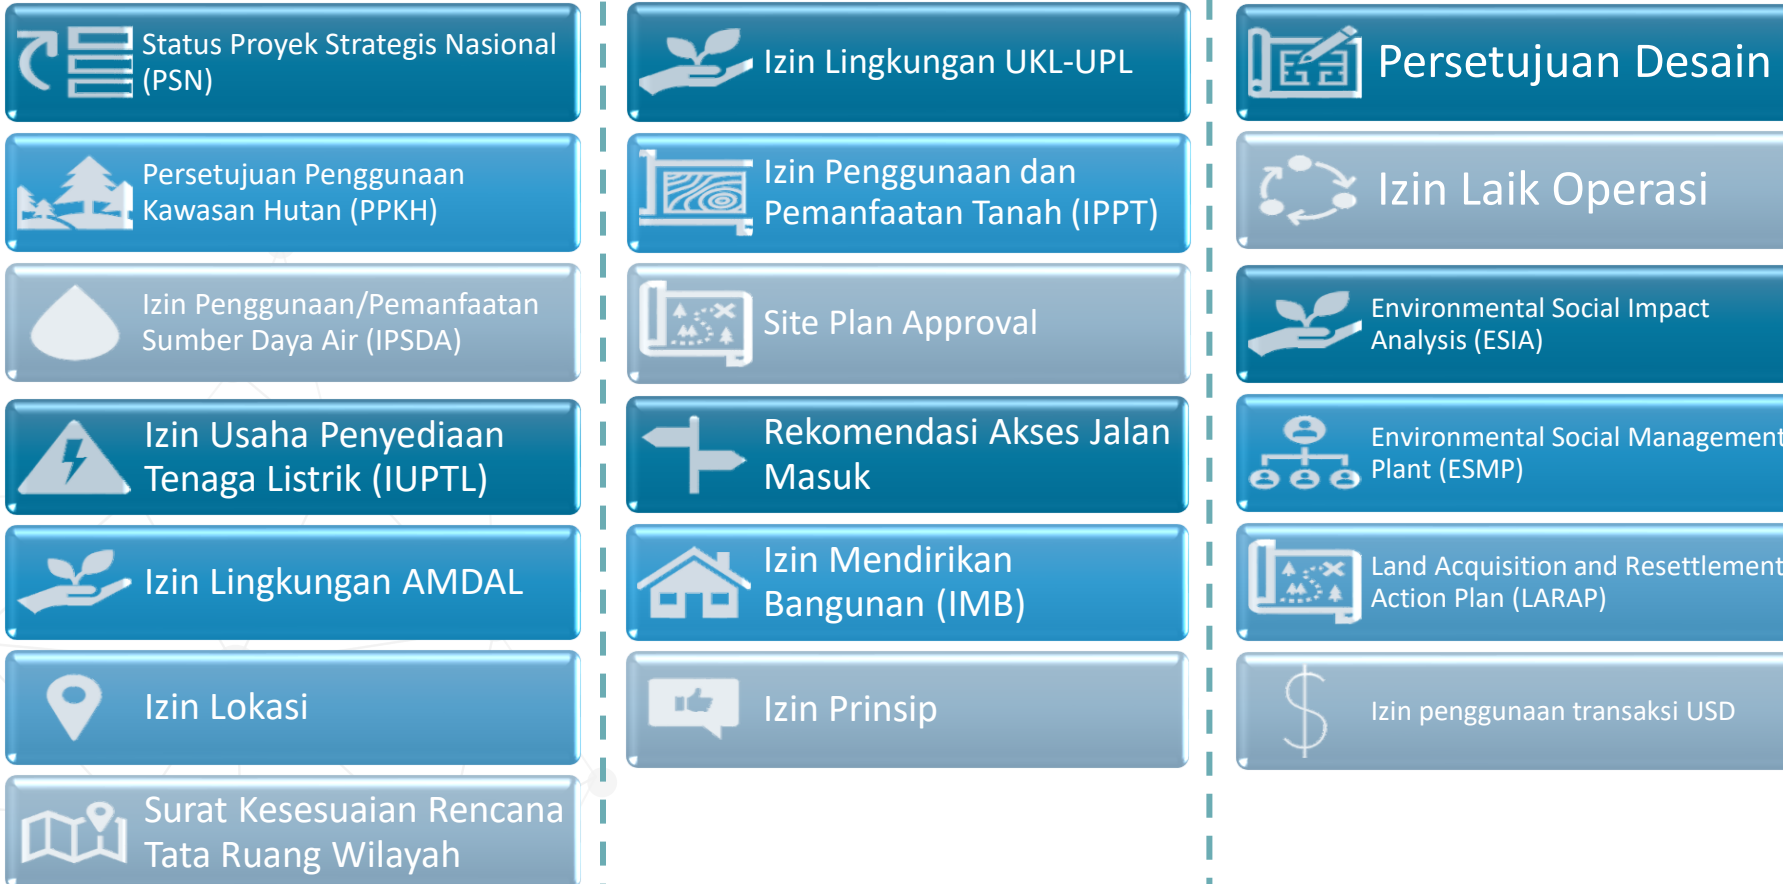 Status Proyek Strategis Nasional
(PSN)
Persetujuan Penggunaan
Kawasan Hutan (PPKH)
Izin Penggunaan/Pemanfaatan
Sumber Daya Air (IPSDA)
Izin Usaha Penyediaan
Tenaga Listrik (IUPTL)
Izin Lingkungan AMDAL
Izin Lokasi
Surat Kesesuaian Rencana
Tata Ruang Wilayah
Izin Lingkungan UKL-UPL
Izin Penggunaan dan
Pemanfaatan Tanah (IPPT)
Site Plan Approval
Rekomendasi Akses Jalan
Masuk
Izin Mendirikan
Bangunan (IMB)
Izin Prinsip
Persetujuan Desain
Izin Laik Operasi
Environmental Social Impact
Analysis (ESIA)
Environmental Social Management
Plant (ESMP)
Land Acquisition and Resettlement
Action Plan (LARAP)
Izin penggunaan transaksi USD